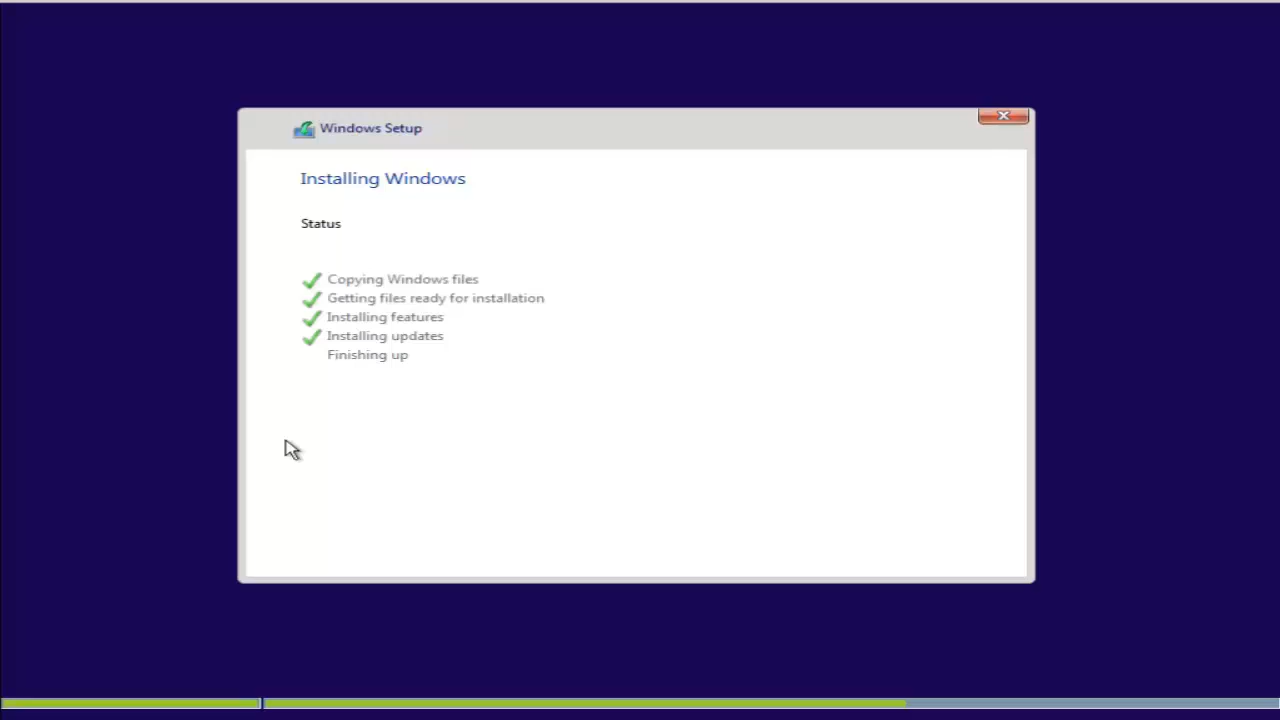 Windows Setup
Installing Windows
Status
Copying Windows files
Getting files ready for installation
Installing features
Installing updates
Finishing up